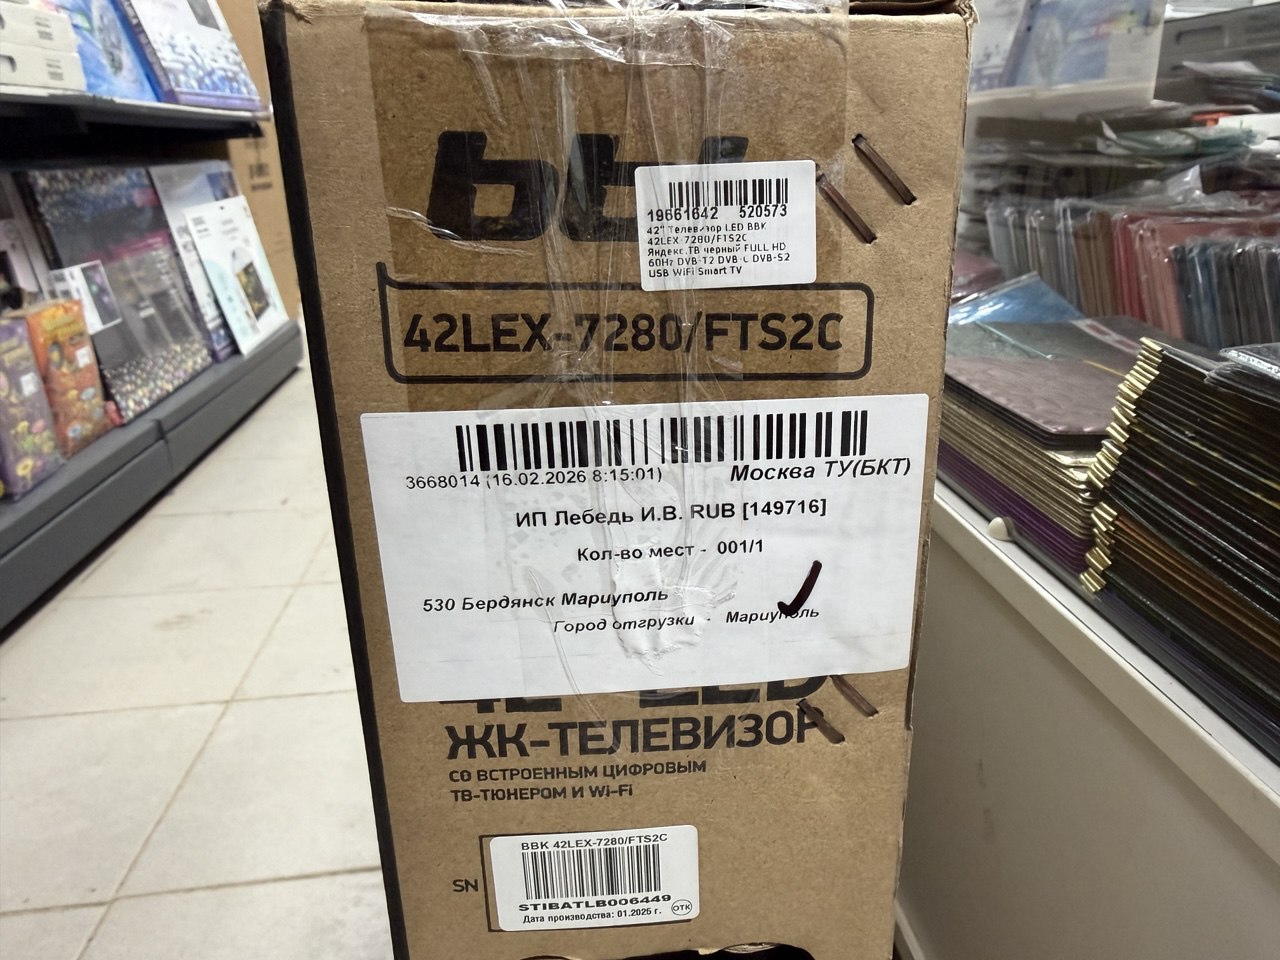 bbk
19661642 520573
42" Телевизор LED BBK
42LEX-7280/FTS2C
Яндекс.ТВ черный FULL HD
60Hz DVB-T2 DVB-C DVB-S2
USB WiFi Smart TV
42LEX-7280/FTS2C
3668014 (16.02.2026 8:15:01) Москва ТУ(БКТ)
ИП Лебедь И.В. RUB [149716]
Кол-во мест - 001/1
530 Бердянск Мариуполь
Город отгрузки - Мариуполь
42" LED
ЖК-ТЕЛЕВИЗОР
СО ВСТРОЕННЫМ ЦИФРОВЫМ
ТВ-ТЮНЕРОМ И Wi-Fi
BBK 42LEX-7280/FTS2C
SN
STIBATLB006449
Дата производства: 01.2025 г. ОТК